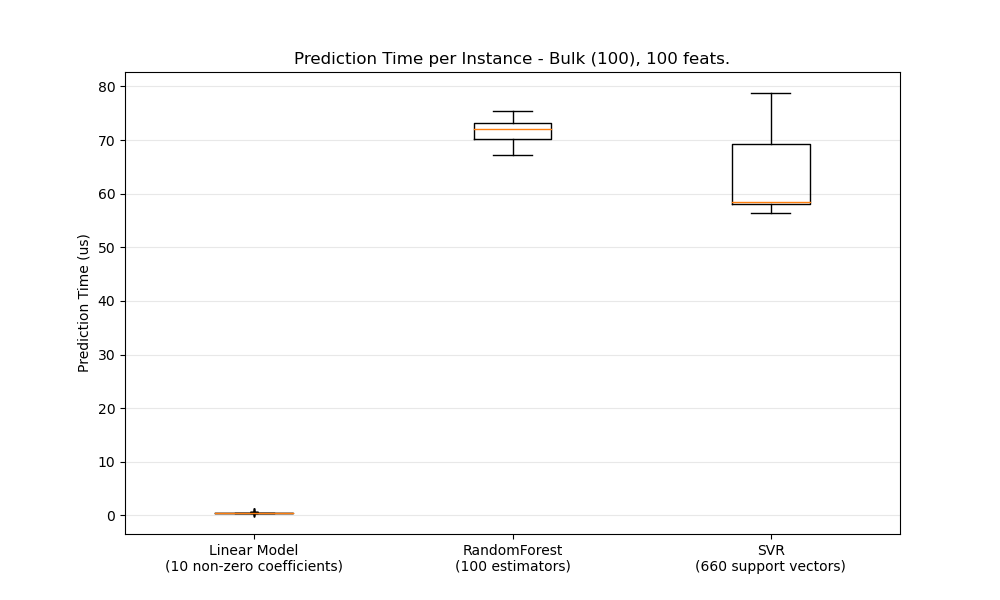 Prediction Time per Instance - Bulk (100), 100 feats.
80
70
60
50
40
30
20
10
0
Prediction Time (us)
Linear Model
(10 non-zero coefficients)
RandomForest
(100 estimators)
SVR
(660 support vectors)